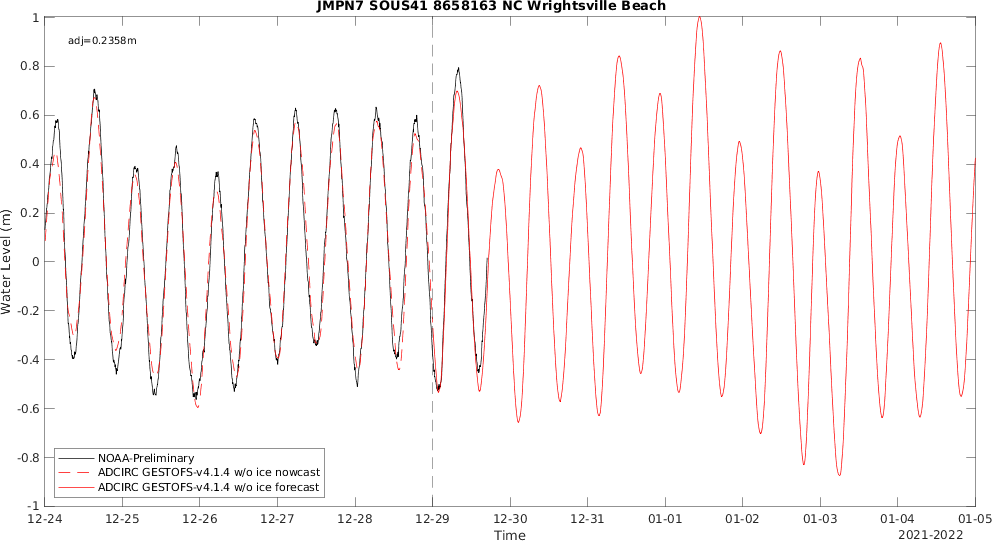 JMPN7 SOUS41 8658163 NC Wrightsville Beach
adj=0.2358m
1
0.8
0.6
0.4
0.2
0
-0.2
-0.4
-0.6
-0.8
-1
Water Level (m)
NOAA-Preliminary
ADCIRC GESTOFS-v4.1.4 w/o ice nowcast
ADCIRC GESTOFS-v4.1.4 w/o ice forecast
12-24 12-25 12-26 12-27 12-28 12-29 12-30 12-31 01-01 01-02 01-03 01-04 01-05
Time
2021-2022